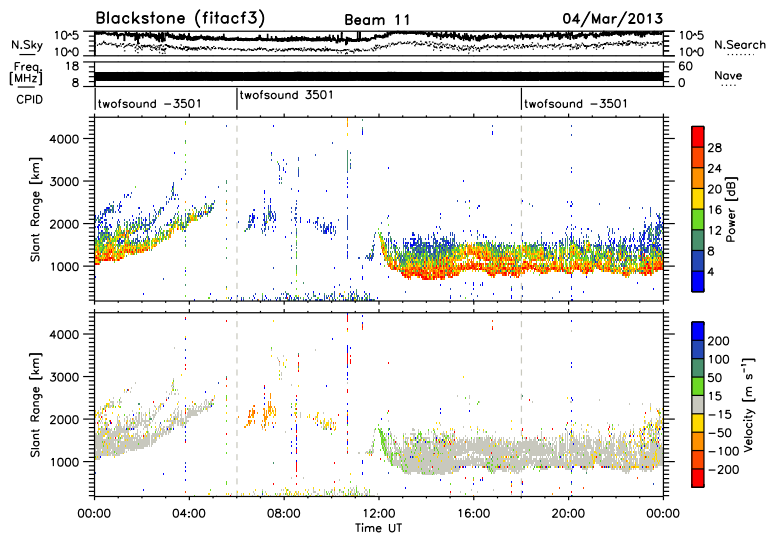 Blackstone (fitacf3) Beam 11 04/Mar/2013
N.Sky 10^5 10^0 10^5 10^0 N.Search
Freq. [MHz] 18 8 60 0 Nave
CPID twofsound -3501 twofsound 3501 twofsound -3501
Slant Range [km] 4000 3000 2000 1000
Power [dB] 28 24 20 16 12 8 4
Slant Range [km] 4000 3000 2000 1000
Velocity [m s⁻¹] 200 100 50 15 -15 -50 -100 -200
00:00 04:00 08:00 12:00 16:00 20:00 00:00
Time UT